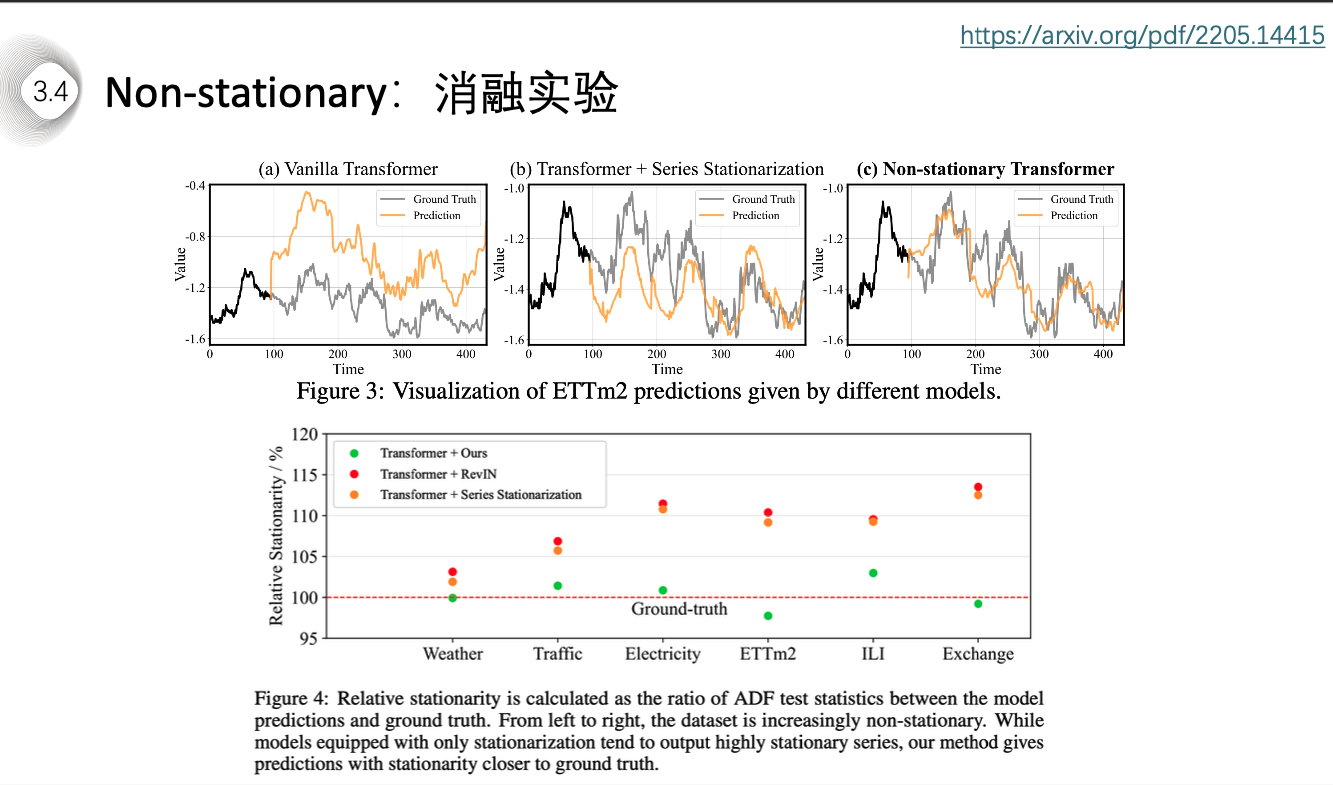 https://arxiv.org/pdf/2205.14415
3.4
Non-stationary：消融实验
(a) Vanilla Transformer
-0.4
-0.8
-1.2
-1.6
Value
Ground Truth
Prediction
0 100 200 300 400
Time
(b) Transformer + Series Stationarization
-1.0
-1.2
-1.4
-1.6
Value
Ground Truth
Prediction
0 100 200 300 400
Time
(c) Non-stationary Transformer
-1.0
-1.2
-1.4
-1.6
Value
Ground Truth
Prediction
0 100 200 300 400
Time
Figure 3: Visualization of ETTm2 predictions given by different models.
120
115
110
105
100
95
Relative Stationarity / %
Transformer + Ours
Transformer + RevIN
Transformer + Series Stationarization
Ground-truth
Weather Traffic Electricity ETTm2 ILI Exchange
Figure 4: Relative stationarity is calculated as the ratio of ADF test statistics between the model
predictions and ground truth. From left to right, the dataset is increasingly non-stationary. While
models equipped with only stationarization tend to output highly stationary series, our method gives
predictions with stationarity closer to ground truth.